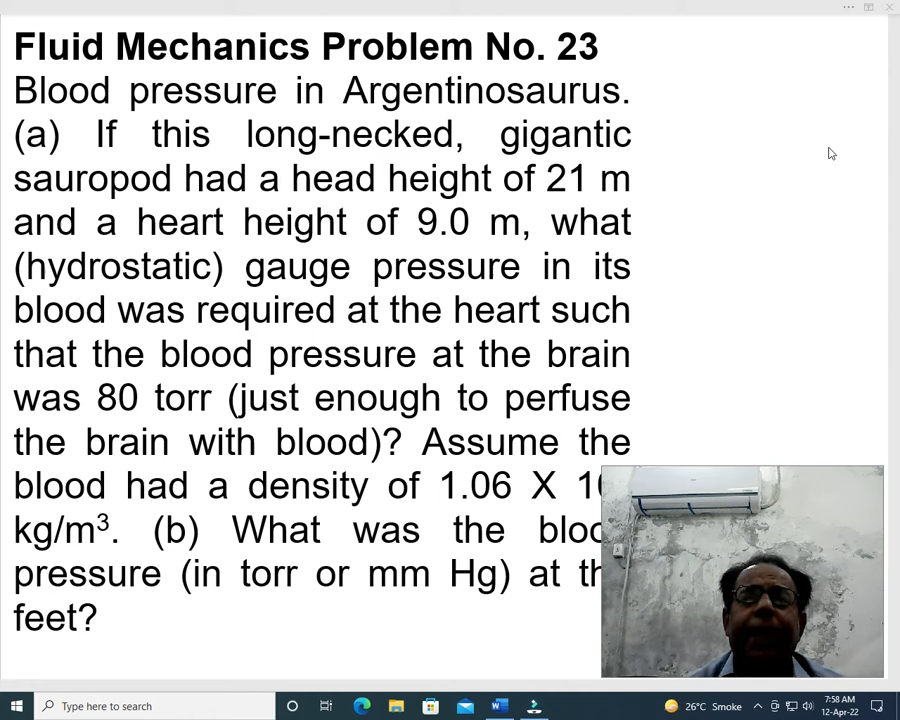 Fluid Mechanics Problem No. 23
Blood pressure in Argentinosaurus.
(a) If this long-necked, gigantic
sauropod had a head height of 21 m
and a heart height of 9.0 m, what
(hydrostatic) gauge pressure in its
blood was required at the heart such
that the blood pressure at the brain
was 80 torr (just enough to perfuse
the brain with blood)? Assume the
blood had a density of 1.06 X
kg/m³. (b) What was the
pressure (in torr or mm Hg) at
feet?
Type here to search
26°C Smoke
7:58 AM
12-Apr-22